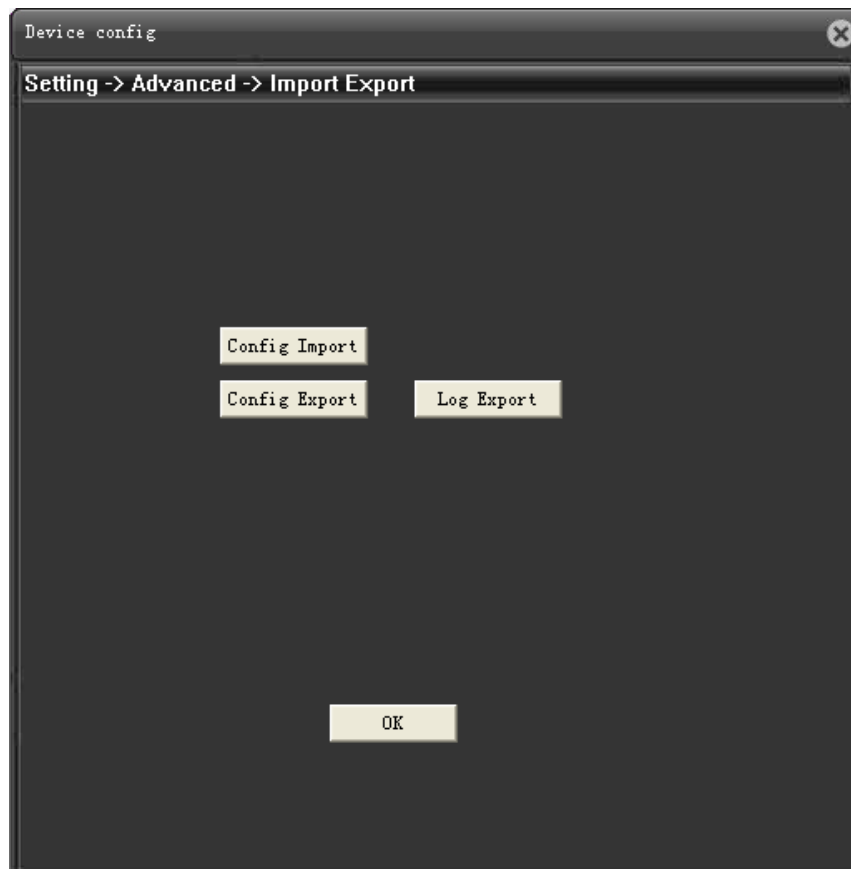 Device config
Setting -> Advanced -> Import Export
Config Import
Config Export
Log Export
OK